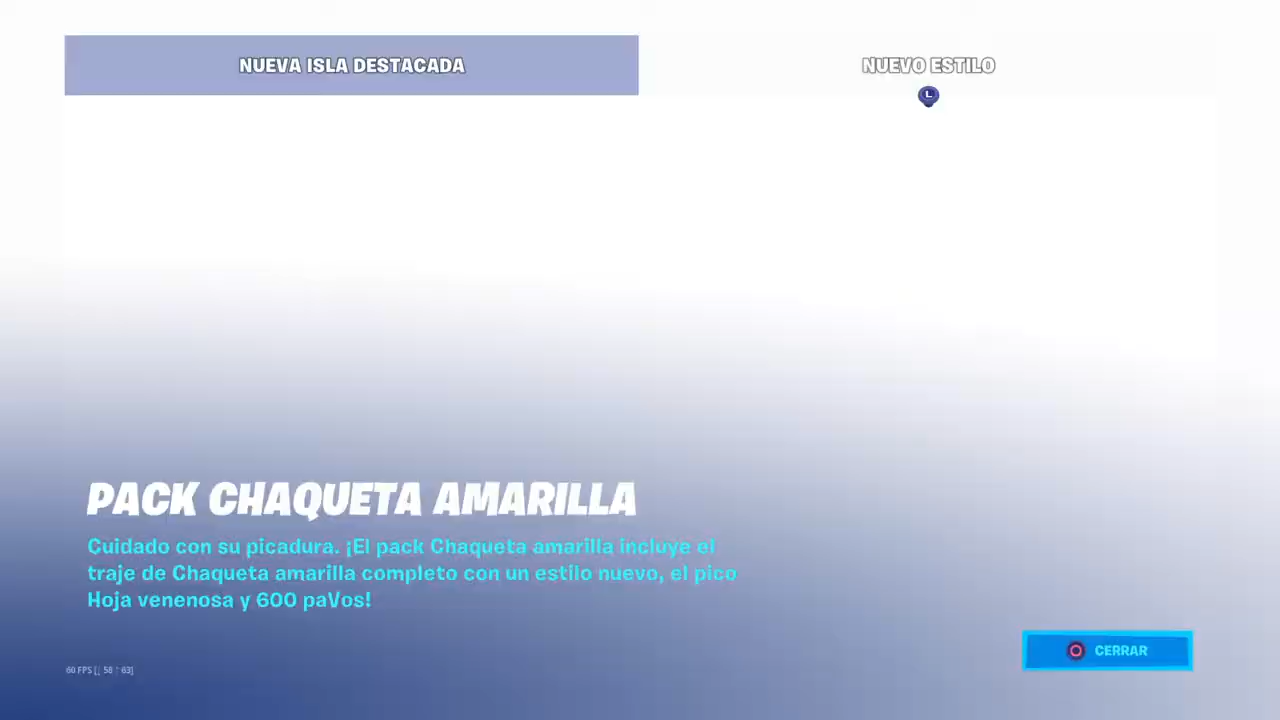 NUEVA ISLA DESTACADA
NUEVO ESTILO
L
PACK CHAQUETA AMARILLA
Cuidado con su picadura. ¡El pack Chaqueta amarilla incluye el
traje de Chaqueta amarilla completo con un estilo nuevo, el pico
Hoja venenosa y 600 paVos!
CERRAR